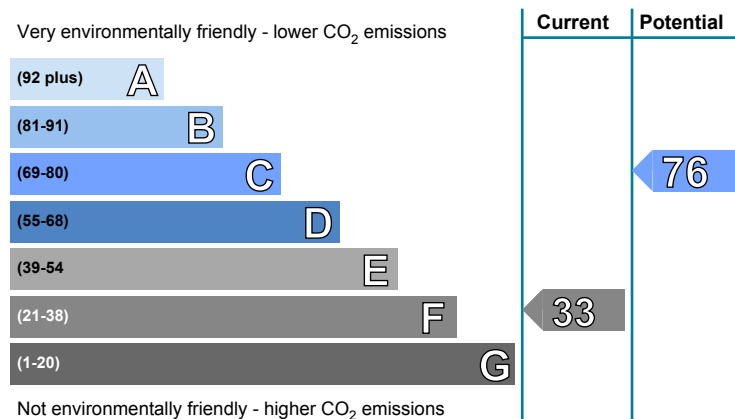 Very environmentally friendly - lower CO₂ emissions
Current
Potential
(92 plus) A
(81-91) B
(69-80) C
76
(55-68) D
(39-54 E
(21-38) F
33
(1-20) G
Not environmentally friendly - higher CO₂ emissions